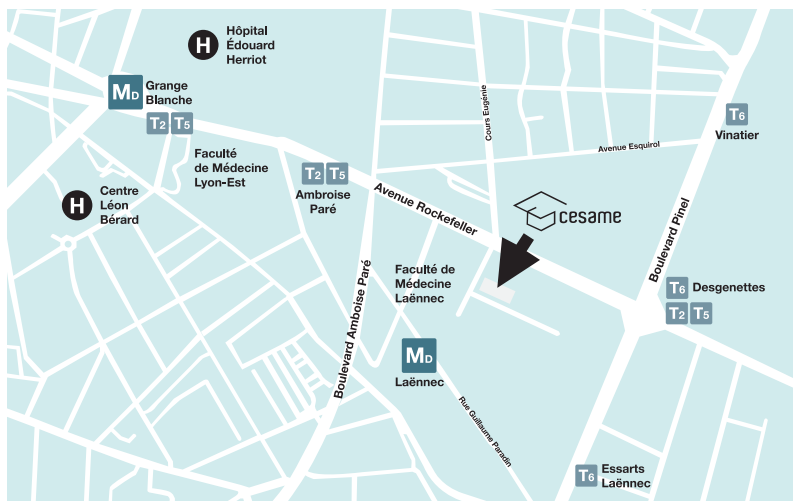 H
Hôpital
Édouard
Herriot
MD
Grange
Blanche
T2 T5
Faculté
de Médecine
Lyon-Est
H
Centre
Léon
Bérard
T2 T5
Ambroise
Paré
Avenue Rockefeller
Cours Eugénie
Avenue Esquirol
T6
Vinatier
cesame
Boulevard Pinel
Boulevard Amboise Paré
Faculté de
Médecine
Laënnec
T6 Desgenettes
T2 T5
MD
Laënnec
Rue Guillaume Paradin
T6
Essarts
Laënnec